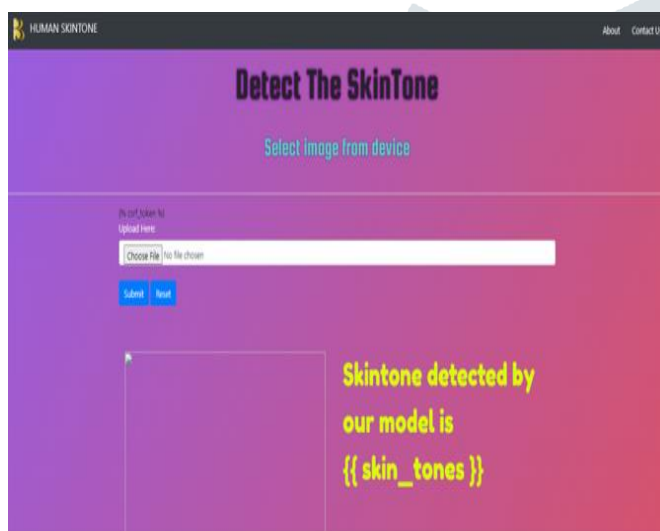 HUMAN SKINTONE
About Contact U
Detect The SkinTone
Select image from device
{% csrf_token %}
Upload Here:
Choose File No file chosen
Submit Reset
Skintone detected by
our model is
{{ skin_tones }}